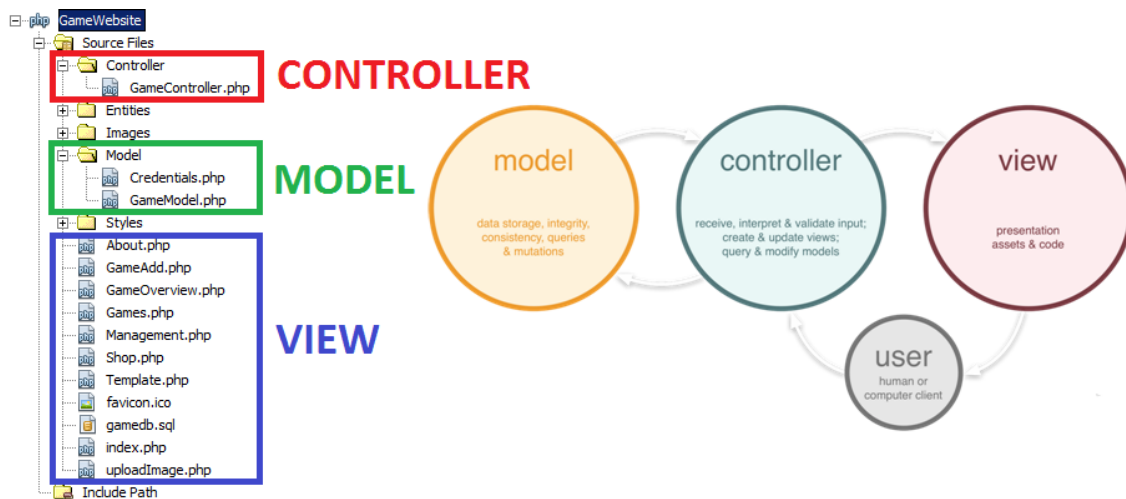 php GameWebsite
Source Files
Controller
GameController.php
Entities
Images
Model
Credentials.php
GameModel.php
Styles
About.php
GameAdd.php
GameOverview.php
Games.php
Management.php
Shop.php
Template.php
favicon.ico
gamedb.sql
index.php
uploadImage.php
Include Path
CONTROLLER
MODEL
VIEW
model
data storage, integrity,
consistency, queries
& mutations
controller
receive, interpret & validate input;
create & update views;
query & modify models
view
presentation
assets & code
user
human or
computer client